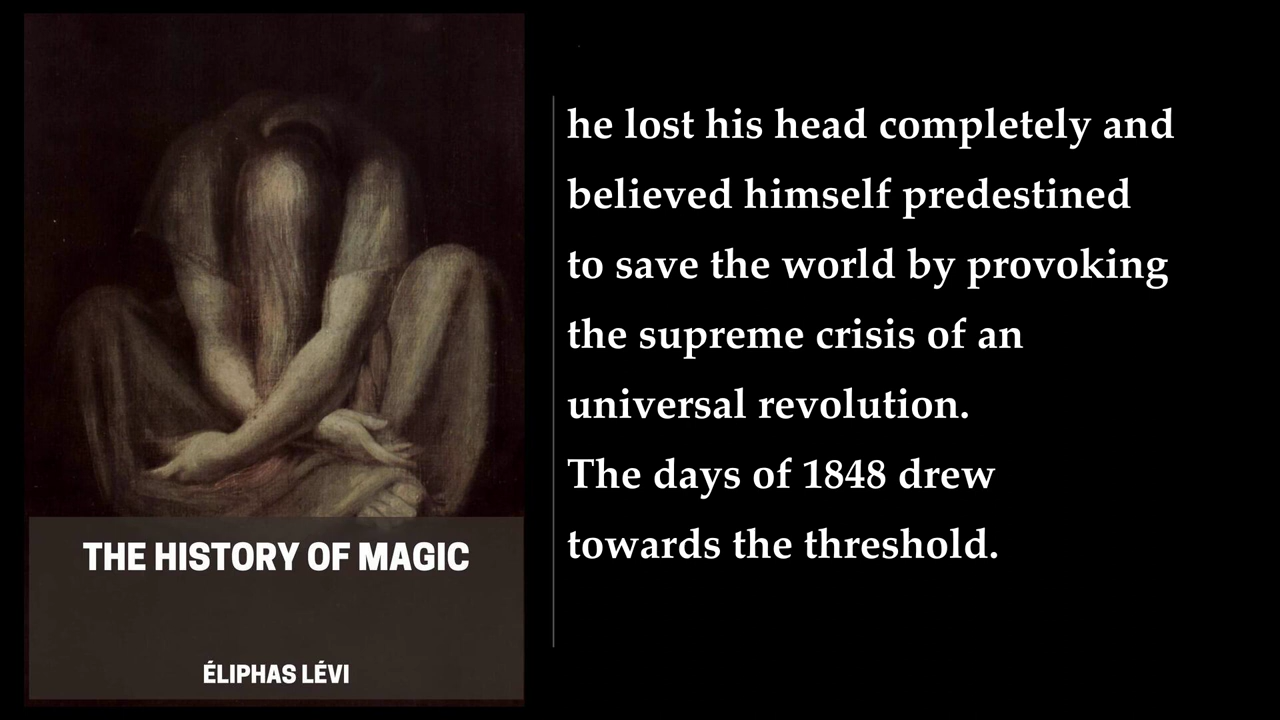 THE HISTORY OF MAGIC
ÉLIPHAS LÉVI
he lost his head completely and
believed himself predestined
to save the world by provoking
the supreme crisis of an
universal revolution.
The days of 1848 drew
towards the threshold.